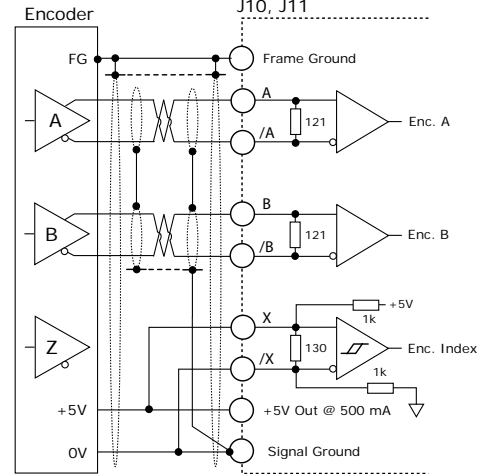 Encoder
J10, J11
FG
Frame Ground
A
A
121
Enc. A
/A
B
B
121
Enc. B
/B
+5V
1k
X
Z
130
Enc. Index
/X
1k
+5V
+5V Out @ 500 mA
0V
Signal Ground